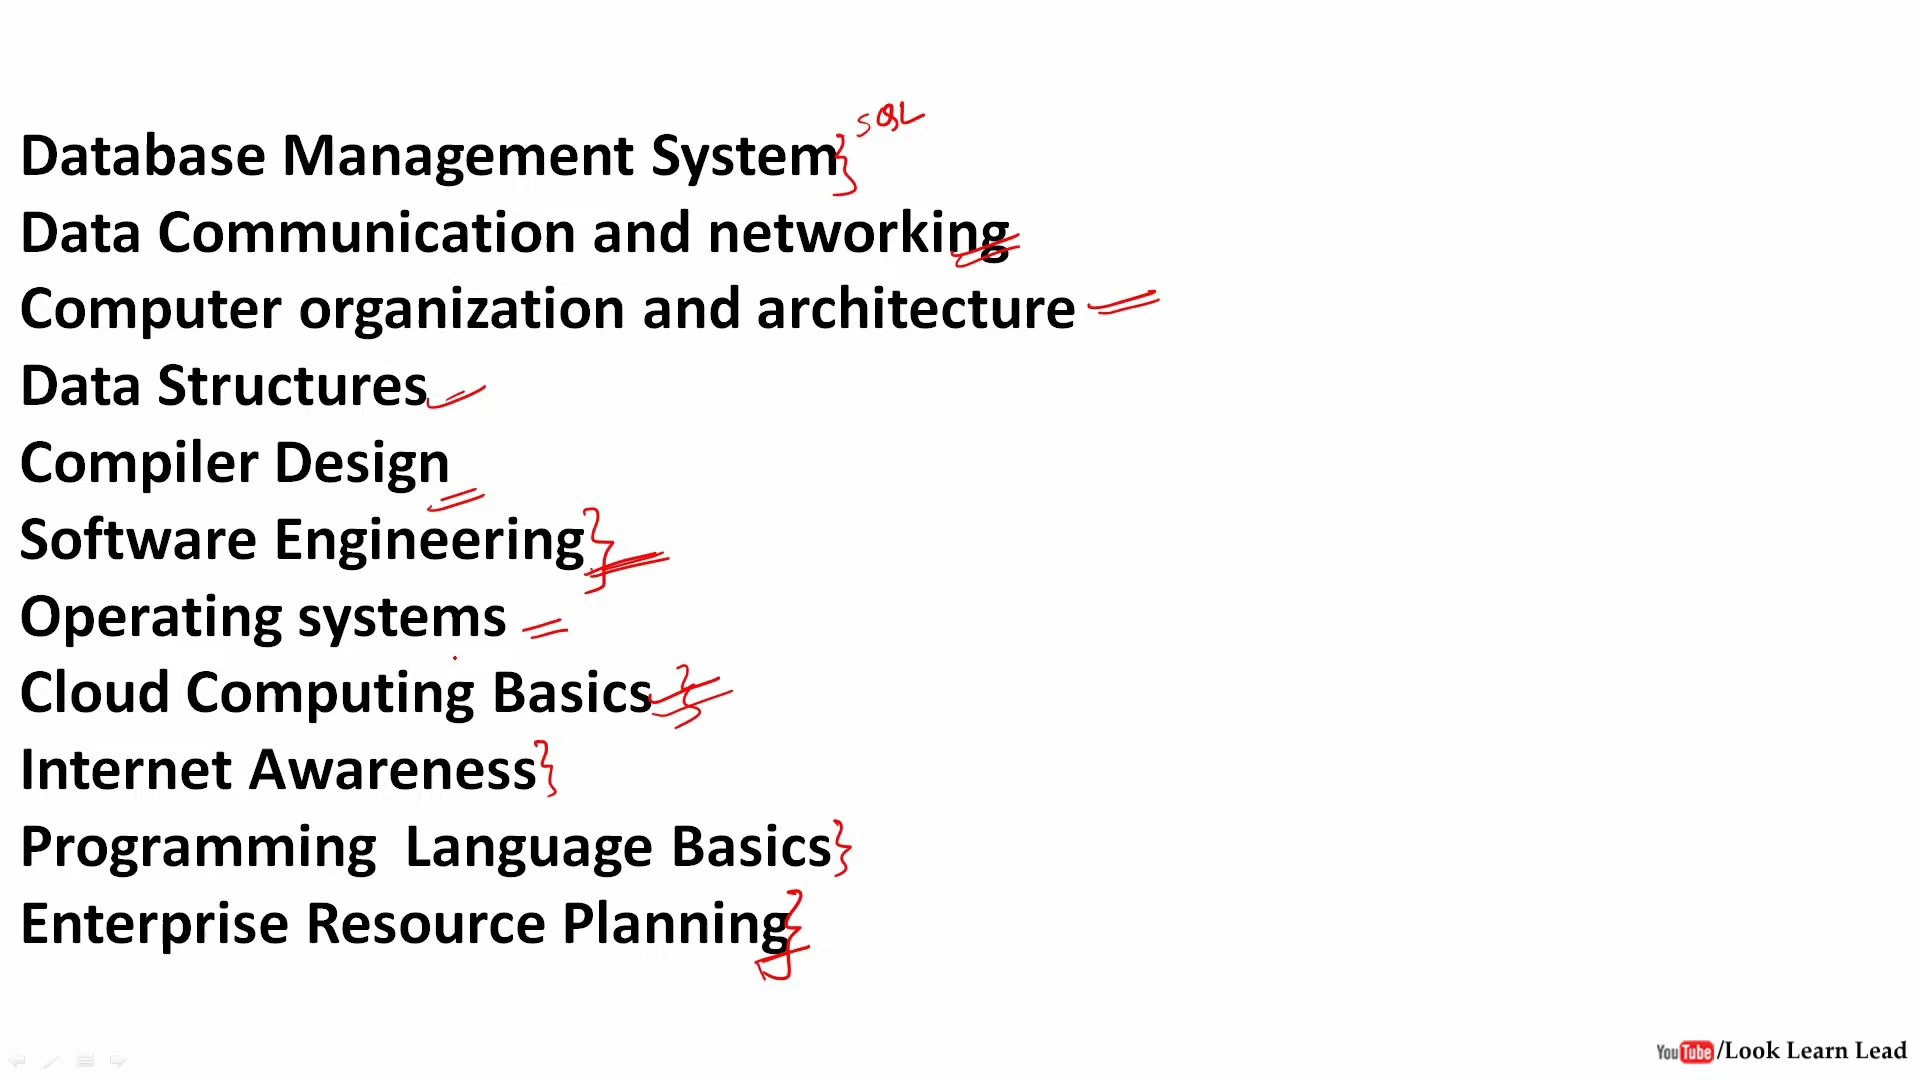 SQL
Database Management System
Data Communication and networking
Computer organization and architecture
Data Structures
Compiler Design
Software Engineering
Operating systems
Cloud Computing Basics
Internet Awareness
Programming Language Basics
Enterprise Resource Planning
YouTube/Look Learn Lead